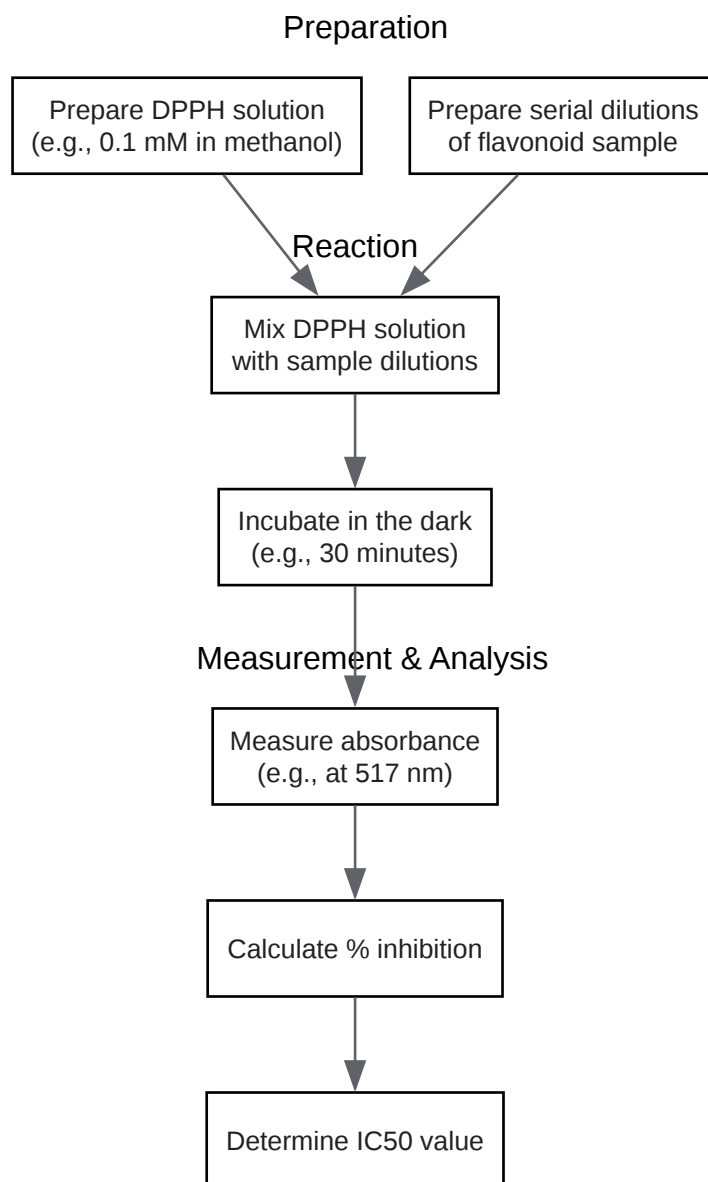 Preparation
Prepare DPPH solution
(e.g., 0.1 mM in methanol)
Prepare serial dilutions
of flavonoid sample
Reaction
Mix DPPH solution
with sample dilutions
Incubate in the dark
(e.g., 30 minutes)
Measurement & Analysis
Measure absorbance
(e.g., at 517 nm)
Calculate % inhibition
Determine IC50 value